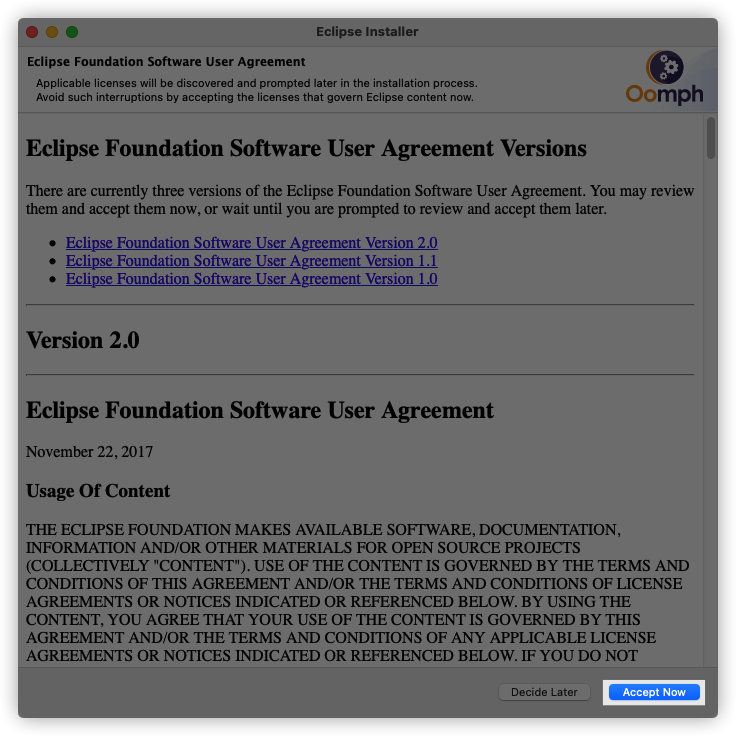 Eclipse Installer
Eclipse Foundation Software User Agreement
Applicable licenses will be discovered and prompted later in the installation process.
Avoid such interruptions by accepting the licenses that govern Eclipse content now.
Oomph
Eclipse Foundation Software User Agreement Versions
There are currently three versions of the Eclipse Foundation Software User Agreement. You may review
them and accept them now, or wait until you are prompted to review and accept them later.
• Eclipse Foundation Software User Agreement Version 2.0
• Eclipse Foundation Software User Agreement Version 1.1
• Eclipse Foundation Software User Agreement Version 1.0
Version 2.0
Eclipse Foundation Software User Agreement
November 22, 2017
Usage Of Content
THE ECLIPSE FOUNDATION MAKES AVAILABLE SOFTWARE, DOCUMENTATION,
INFORMATION AND/OR OTHER MATERIALS FOR OPEN SOURCE PROJECTS
(COLLECTIVELY "CONTENT"). USE OF THE CONTENT IS GOVERNED BY THE TERMS AND
CONDITIONS OF THIS AGREEMENT AND/OR THE TERMS AND CONDITIONS OF LICENSE
AGREEMENTS OR NOTICES INDICATED OR REFERENCED BELOW. BY USING THE
CONTENT, YOU AGREE THAT YOUR USE OF THE CONTENT IS GOVERNED BY THIS
AGREEMENT AND/OR THE TERMS AND CONDITIONS OF ANY APPLICABLE LICENSE
AGREEMENTS OR NOTICES INDICATED OR REFERENCED BELOW. IF YOU DO NOT
Decide Later
Accept Now